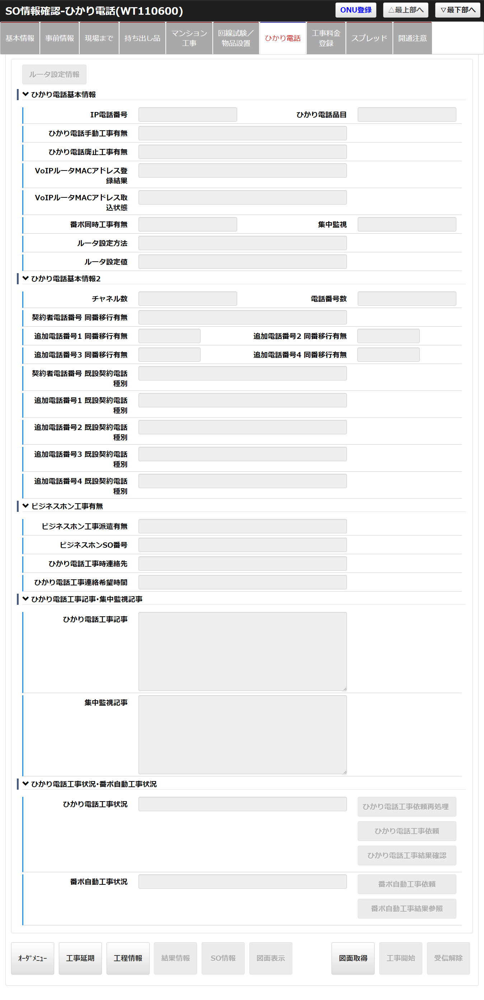 SO情報確認-ひかり電話(WT110600)
ONU登録
△最上部へ
▽最下部へ
基本情報
事前情報
現場まで
持ち出し品
マンション
工事
回線試験／
物品設置
ひかり電話
工事料金
登録
スプレッド
開通注意
ルータ設定情報
ひかり電話基本情報
IP電話番号
ひかり電話品目
ひかり電話手動工事有無
ひかり電話廃止工事有無
VoIPルータMACアドレス登
録結果
VoIPルータMACアドレス取
込状態
番ポ同時工事有無
集中監視
ルータ設定方法
ルータ設定値
ひかり電話基本情報2
チャネル数
電話番号数
契約者電話番号 同番移行有無
追加電話番号1 同番移行有無
追加電話番号2 同番移行有無
追加電話番号3 同番移行有無
追加電話番号4 同番移行有無
契約者電話番号 既設契約電話
種別
追加電話番号1 既設契約電話
種別
追加電話番号2 既設契約電話
種別
追加電話番号3 既設契約電話
種別
追加電話番号4 既設契約電話
種別
ビジネスホン工事有無
ビジネスホン工事派遣有無
ビジネスホンSO番号
ひかり電話工事時連絡先
ひかり電話工事連絡希望時間
ひかり電話工事記事･集中監視記事
ひかり電話工事記事
集中監視記事
ひかり電話工事状況･番ポ自動工事状況
ひかり電話工事状況
ひかり電話工事依頼再処理
ひかり電話工事依頼
ひかり電話工事結果確認
番ポ自動工事状況
番ポ自動工事依頼
番ポ自動工事結果参照
ｵｰﾀﾞﾒﾆｭｰ
工事延期
工程情報
結果情報
SO情報
図面表示
図面取得
工事開始
受信解除